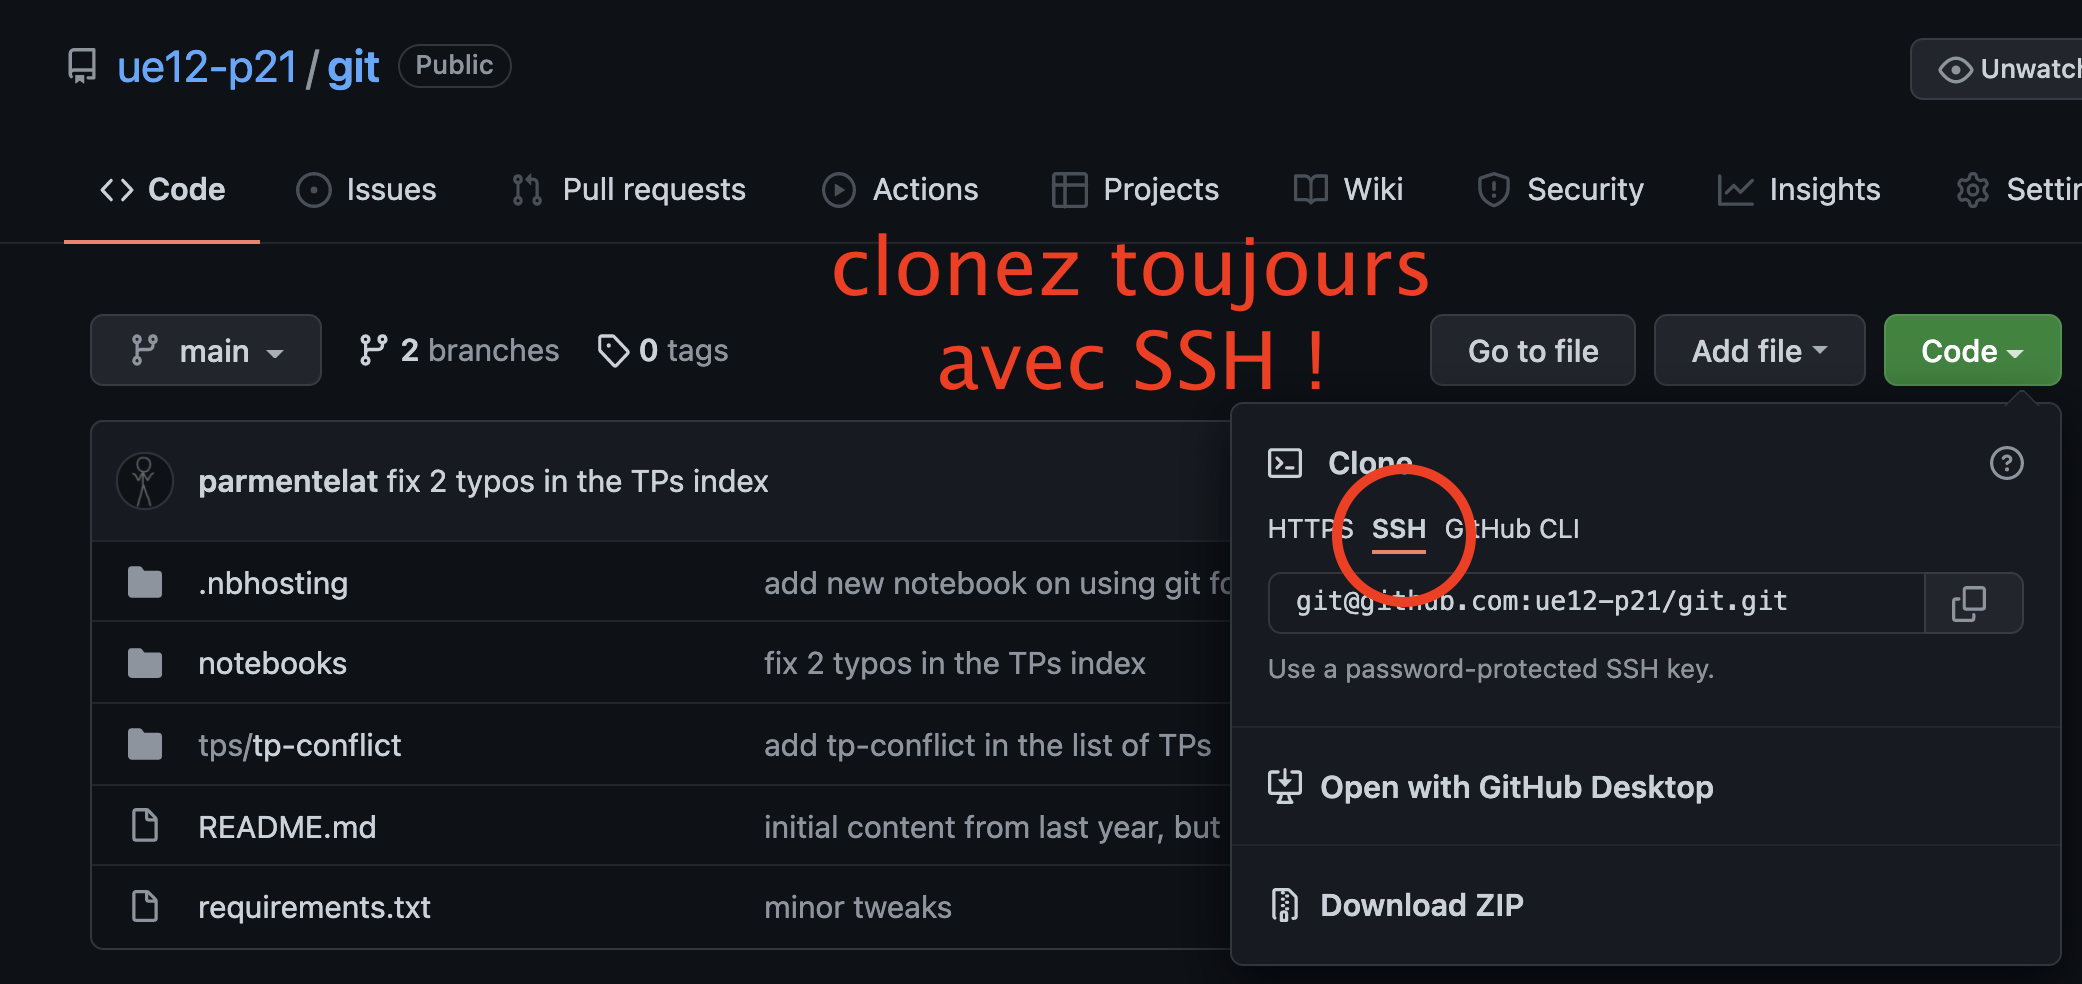 ue12-p21/git Public
Unwatch
Code Issues Pull requests Actions Projects Wiki Security Insights Settin
clonez toujours
avec SSH !
main 2 branches 0 tags Go to file Add file Code
parmentelat fix 2 typos in the TPs index
.nbhosting add new notebook on using git fo
notebooks fix 2 typos in the TPs index
tps/tp-conflict add tp-conflict in the list of TPs
README.md initial content from last year, but
requirements.txt minor tweaks
Clone
HTTPS SSH GitHub CLI
git@github.com:ue12-p21/git.git
Use a password-protected SSH key.
Open with GitHub Desktop
Download ZIP